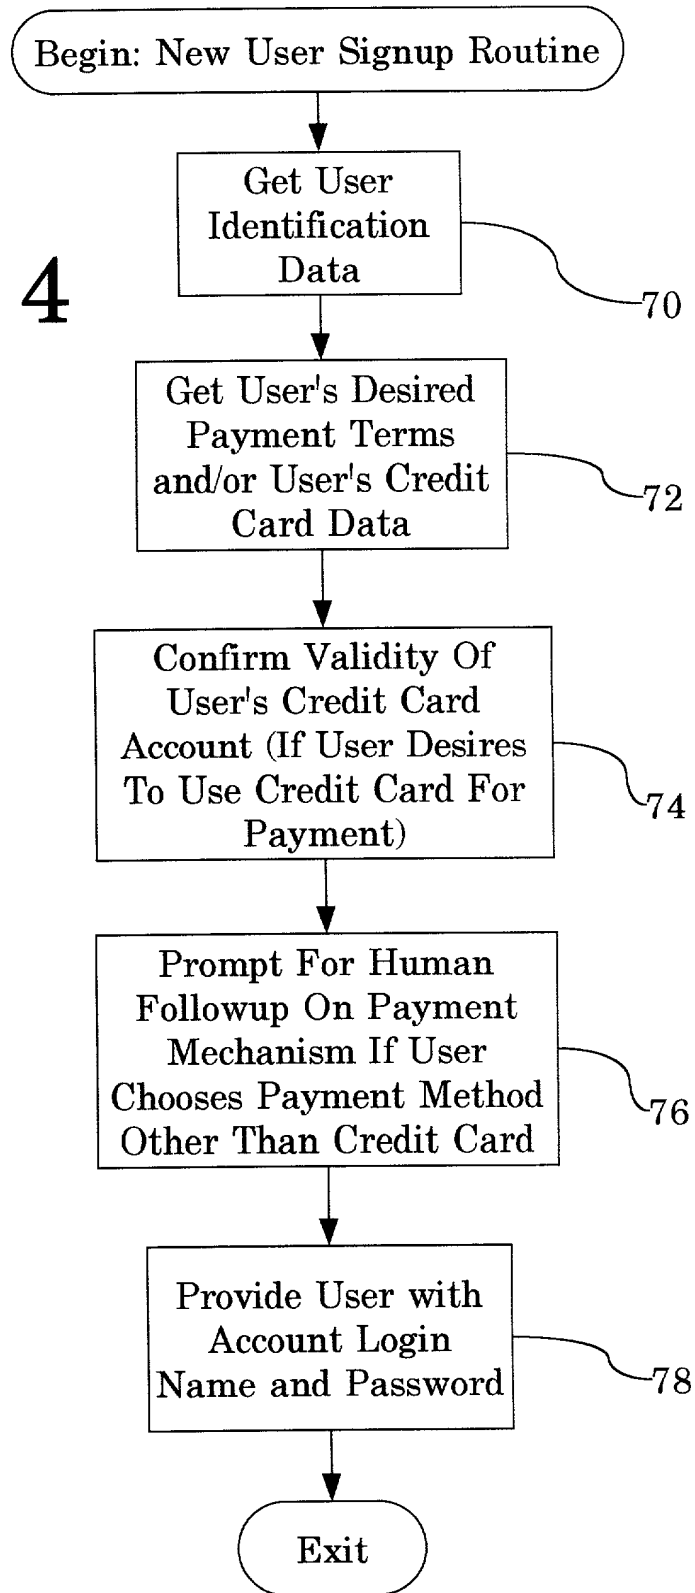 Begin: New User Signup Routine
Get User
Identification
Data
70
4
Get User's Desired
Payment Terms
and/or User's Credit
Card Data
72
Confirm Validity Of
User's Credit Card
Account (If User Desires
To Use Credit Card For
Payment)
74
Prompt For Human
Followup On Payment
Mechanism If User
Chooses Payment Method
Other Than Credit Card
76
Provide User with
Account Login
Name and Password
78
Exit